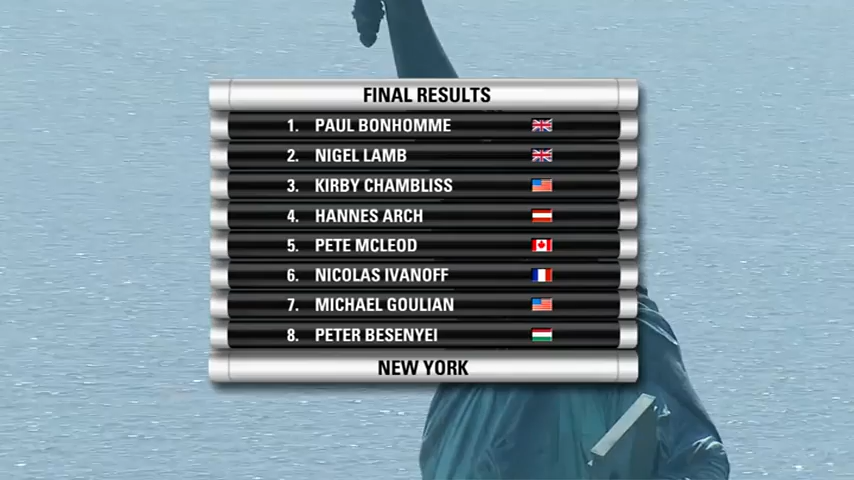 FINAL RESULTS
1. PAUL BONHOMME
2. NIGEL LAMB
3. KIRBY CHAMBLISS
4. HANNES ARCH
5. PETE MCLEOD
6. NICOLAS IVANOFF
7. MICHAEL GOULIAN
8. PETER BESENYEI
NEW YORK